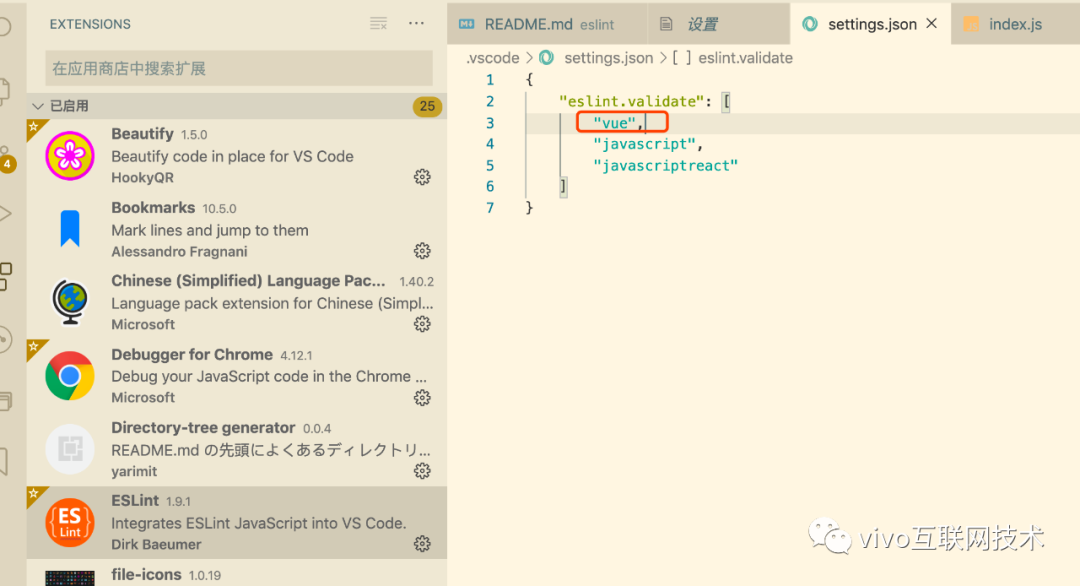 EXTENSIONS
在应用商店中搜索扩展
已启用 25
Beautify 1.5.0
Beautify code in place for VS Code
HookyQR
Bookmarks 10.5.0
Mark lines and jump to them
Alessandro Fragnani
Chinese (Simplified) Language Pac... 1.40.2
Language pack extension for Chinese (Simpl...
Microsoft
Debugger for Chrome 4.12.1
Debug your JavaScript code in the Chrome ...
Microsoft
Directory-tree generator 0.0.4
README.md の先頭によくあるディレクトリ...
yarimit
ES
Lint
ESLint 1.9.1
Integrates ESLint JavaScript into VS Code.
Dirk Baeumer
file-icons 1.0.19
4
README.md eslint
设置
settings.json
index.js
.vscode > settings.json > [ ] eslint.validate
1 {
2 "eslint.validate": [
3 "vue",
4 "javascript",
5 "javascriptreact"
6 ]
7 }
vivo互联网技术